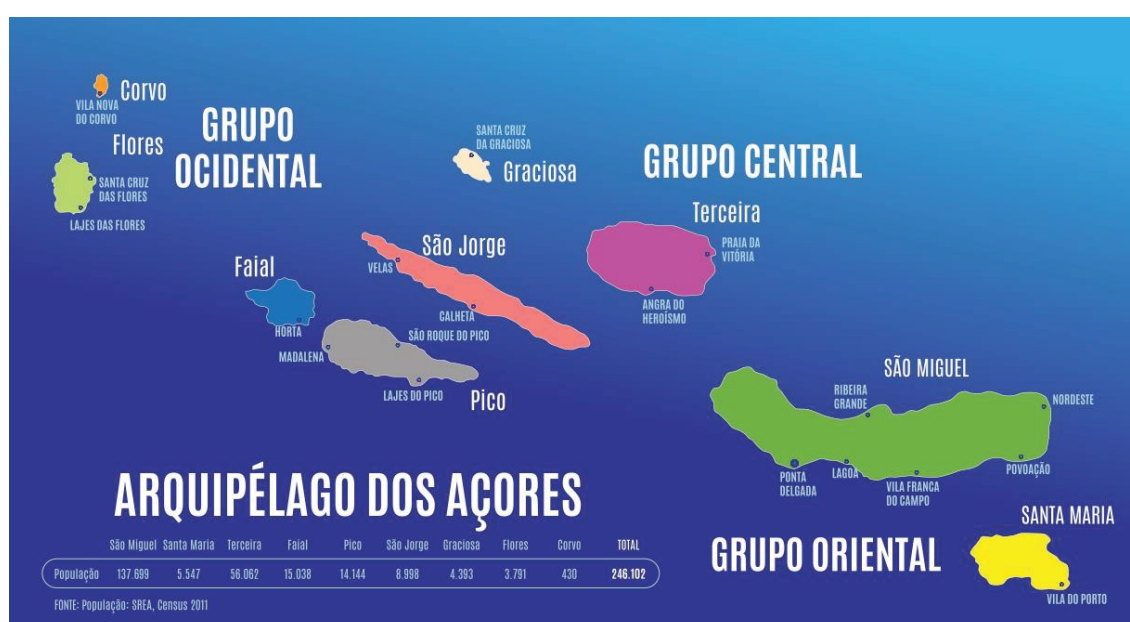 Corvo
VILA NOVA
DO CORVO
Flores
SANTA CRUZ
DAS FLORES
LAJES DAS FLORES
GRUPO
OCIDENTAL
SANTA CRUZ
DA GRACIOSA
Graciosa
GRUPO CENTRAL
Terceira
PRAIA DA
VITÓRIA
ANGRA DO
HEROÍSMO
São Jorge
VELAS
CALHETA
Faial
HORTA
MADALENA
SÃO ROQUE DO PICO
LAJES DO PICO
Pico
SÃO MIGUEL
RIBEIRA
GRANDE
NORDESTE
PONTA
DELGADA
LAGOA
VILA FRANCA
DO CAMPO
POVOAÇÃO
SANTA MARIA
VILA DO PORTO
GRUPO ORIENTAL
ARQUIPÉLAGO DOS AÇORES
São Miguel Santa Maria Terceira Faial Pico São Jorge Graciosa Flores Corvo TOTAL
População 137.699 5.547 56.062 15.038 14.144 8.998 4.393 3.791 430 246.102
FONTE: População: SREA, Census 2011